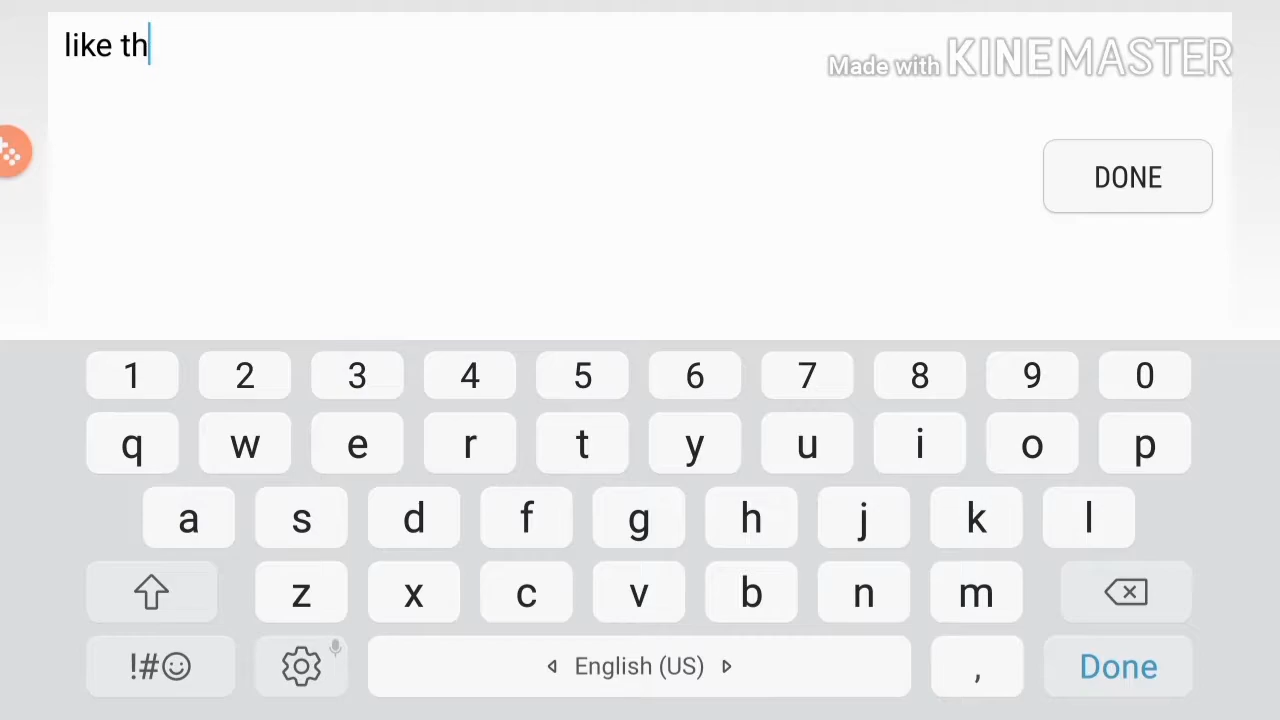 like th
Made with KINEMASTER
DONE
1 2 3 4 5 6 7 8 9 0
q w e r t y u i o p
a s d f g h j k l
z x c v b n m
!#☺ English (US) , Done